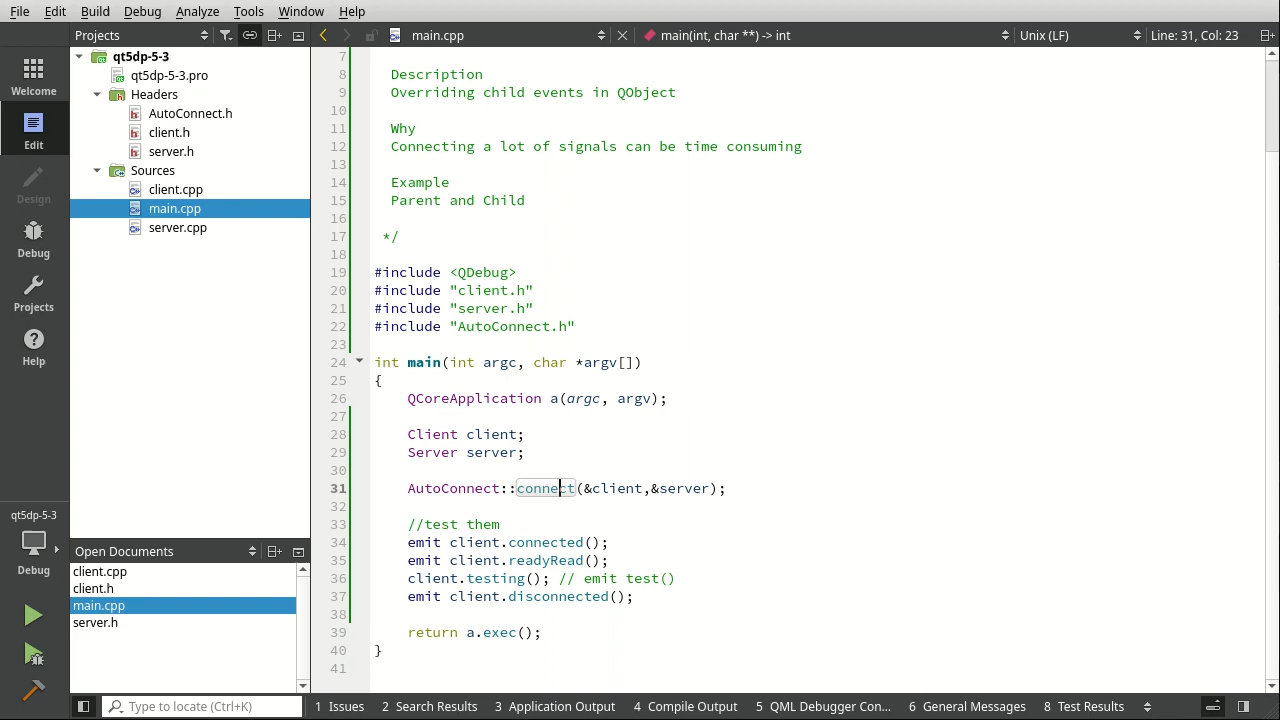 File Edit Build Debug Analyze Tools Window Help
Projects
main.cpp
main(int, char **) -> int
Unix (LF)
Line: 31, Col: 23
Welcome
Edit
Design
Debug
Projects
Help
qt5dp-5-3
Debug
qt5dp-5-3
qt5dp-5-3.pro
Headers
AutoConnect.h
client.h
server.h
Sources
client.cpp
main.cpp
server.cpp
Open Documents
client.cpp
client.h
main.cpp
server.h
7
8 Description
9 Overriding child events in QObject
10
11 Why
12 Connecting a lot of signals can be time consuming
13
14 Example
15 Parent and Child
16
17 */
18
19 #include <QDebug>
20 #include "client.h"
21 #include "server.h"
22 #include "AutoConnect.h"
23
24 int main(int argc, char *argv[])
25 {
26 QCoreApplication a(argc, argv);
27
28 Client client;
29 Server server;
30
31 AutoConnect::connect(&client,&server);
32
33 //test them
34 emit client.connected();
35 emit client.readyRead();
36 client.testing(); // emit test()
37 emit client.disconnected();
38
39 return a.exec();
40 }
41
Type to locate (Ctrl+K)
1 Issues
2 Search Results
3 Application Output
4 Compile Output
5 QML Debugger Con...
6 General Messages
8 Test Results